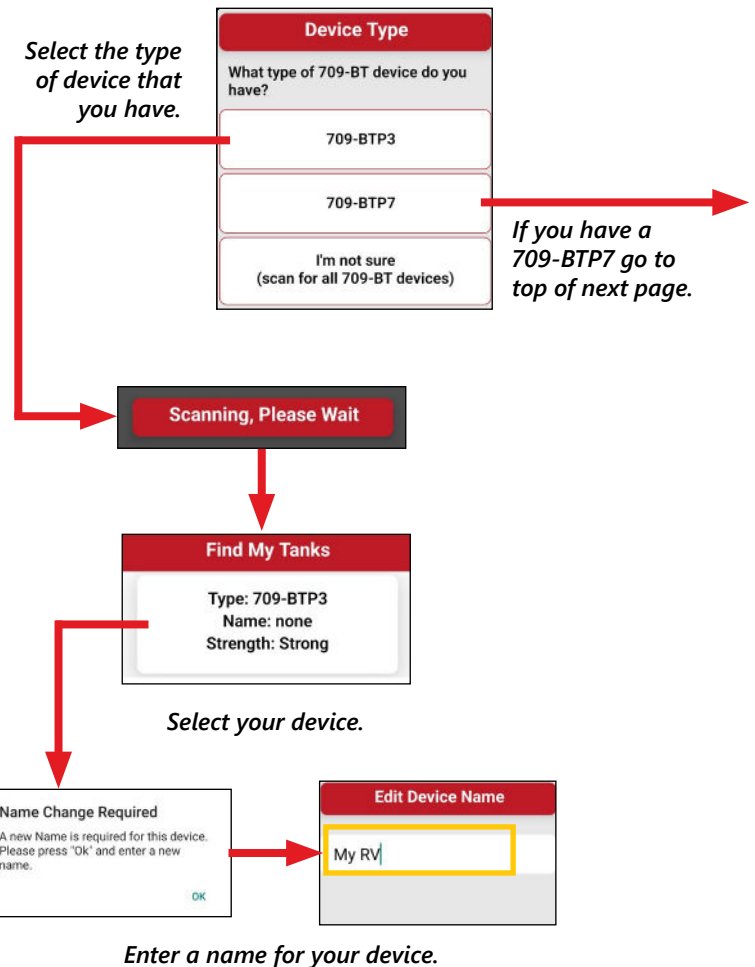 Select the type
of device that
you have.
Device Type
What type of 709-BT device do you
have?
709-BTP3
709-BTP7
I'm not sure
(scan for all 709-BT devices)
If you have a
709-BTP7 go to
top of next page.
Scanning, Please Wait
Find My Tanks
Type: 709-BTP3
Name: none
Strength: Strong
Select your device.
Name Change Required
A new Name is required for this device.
Please press "Ok" and enter a new
name.
OK
Edit Device Name
My RV
Enter a name for your device.